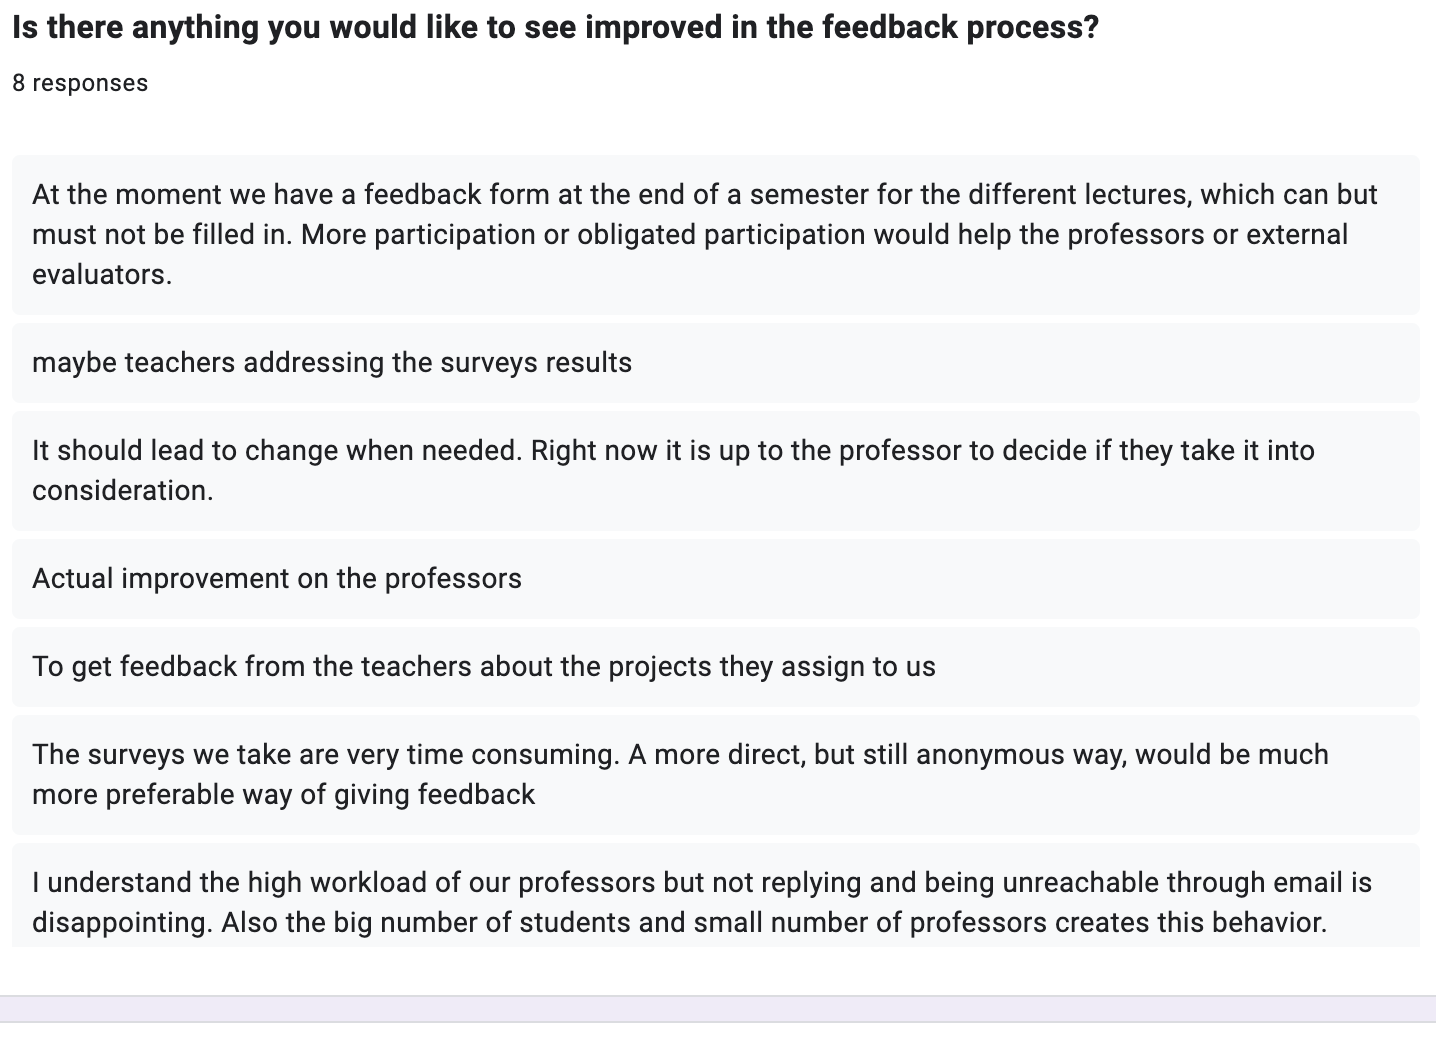 Is there anything you would like to see improved in the feedback process?
8 responses
At the moment we have a feedback form at the end of a semester for the different lectures, which can but
must not be filled in. More participation or obligated participation would help the professors or external
evaluators.
maybe teachers addressing the surveys results
It should lead to change when needed. Right now it is up to the professor to decide if they take it into
consideration.
Actual improvement on the professors
To get feedback from the teachers about the projects they assign to us
The surveys we take are very time consuming. A more direct, but still anonymous way, would be much
more preferable way of giving feedback
I understand the high workload of our professors but not replying and being unreachable through email is
disappointing. Also the big number of students and small number of professors creates this behavior.